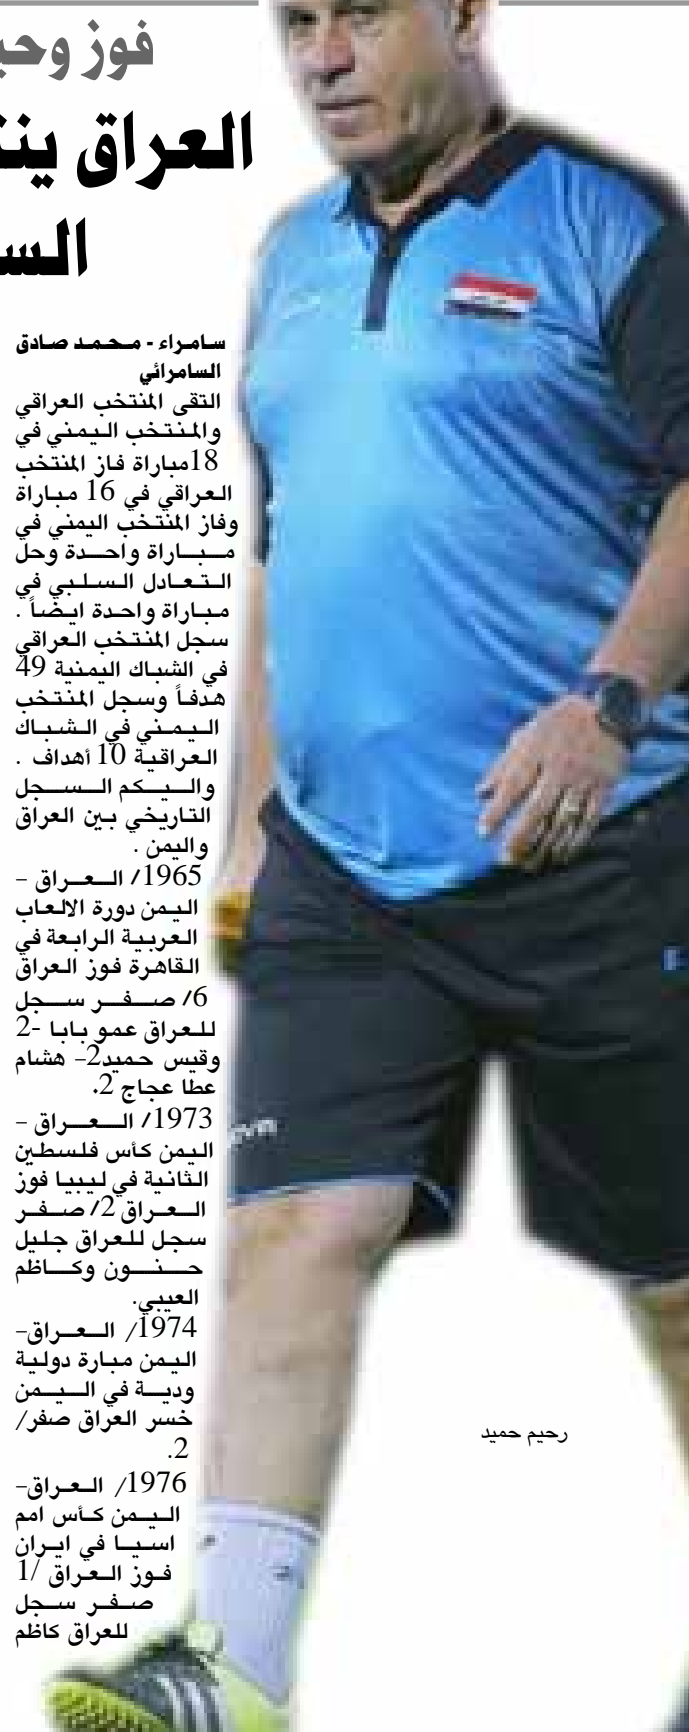 فوز وحي
العراق ينت
الس
سامراء - محمد صادق
السامرائي
التقى المنتخب العراقي
والمنتخب اليمني في
18مباراة فاز المنتخب
العراقي في 16 مباراة
وفاز المنتخب اليمني في
مباراة واحدة وحل
التعادل السلبي في
مباراة واحدة ايضاً .
سجل المنتخب العراقي
في الشباك اليمنية 49
هدفاً وسجل المنتخب
اليمني في الشباك
العراقية 10 أهداف .
واليكم السجل
التاريخي بين العراق
واليمن .
1965/ العراق –
اليمن دورة الالعاب
العربية الرابعة في
القاهرة فوز العراق
6/ صفر سجل
للعراق عمو بابا -2
وقيس حميد2– هشام
عطا عجاج 2.
1973/ العراق –
اليمن كأس فلسطين
الثانية في ليبيا فوز
العراق 2/ صفر
سجل للعراق جليل
حنون وكاظم
العيبي.
1974/ العراق–
اليمن مبارة دولية
ودية في اليمن
خسر العراق صفر/
2.
1976/ العراق–
اليمن كأس امم
اسيا في ايران
فوز العراق 1/
صفر سجل
للعراق كاظم
رحيم حميد